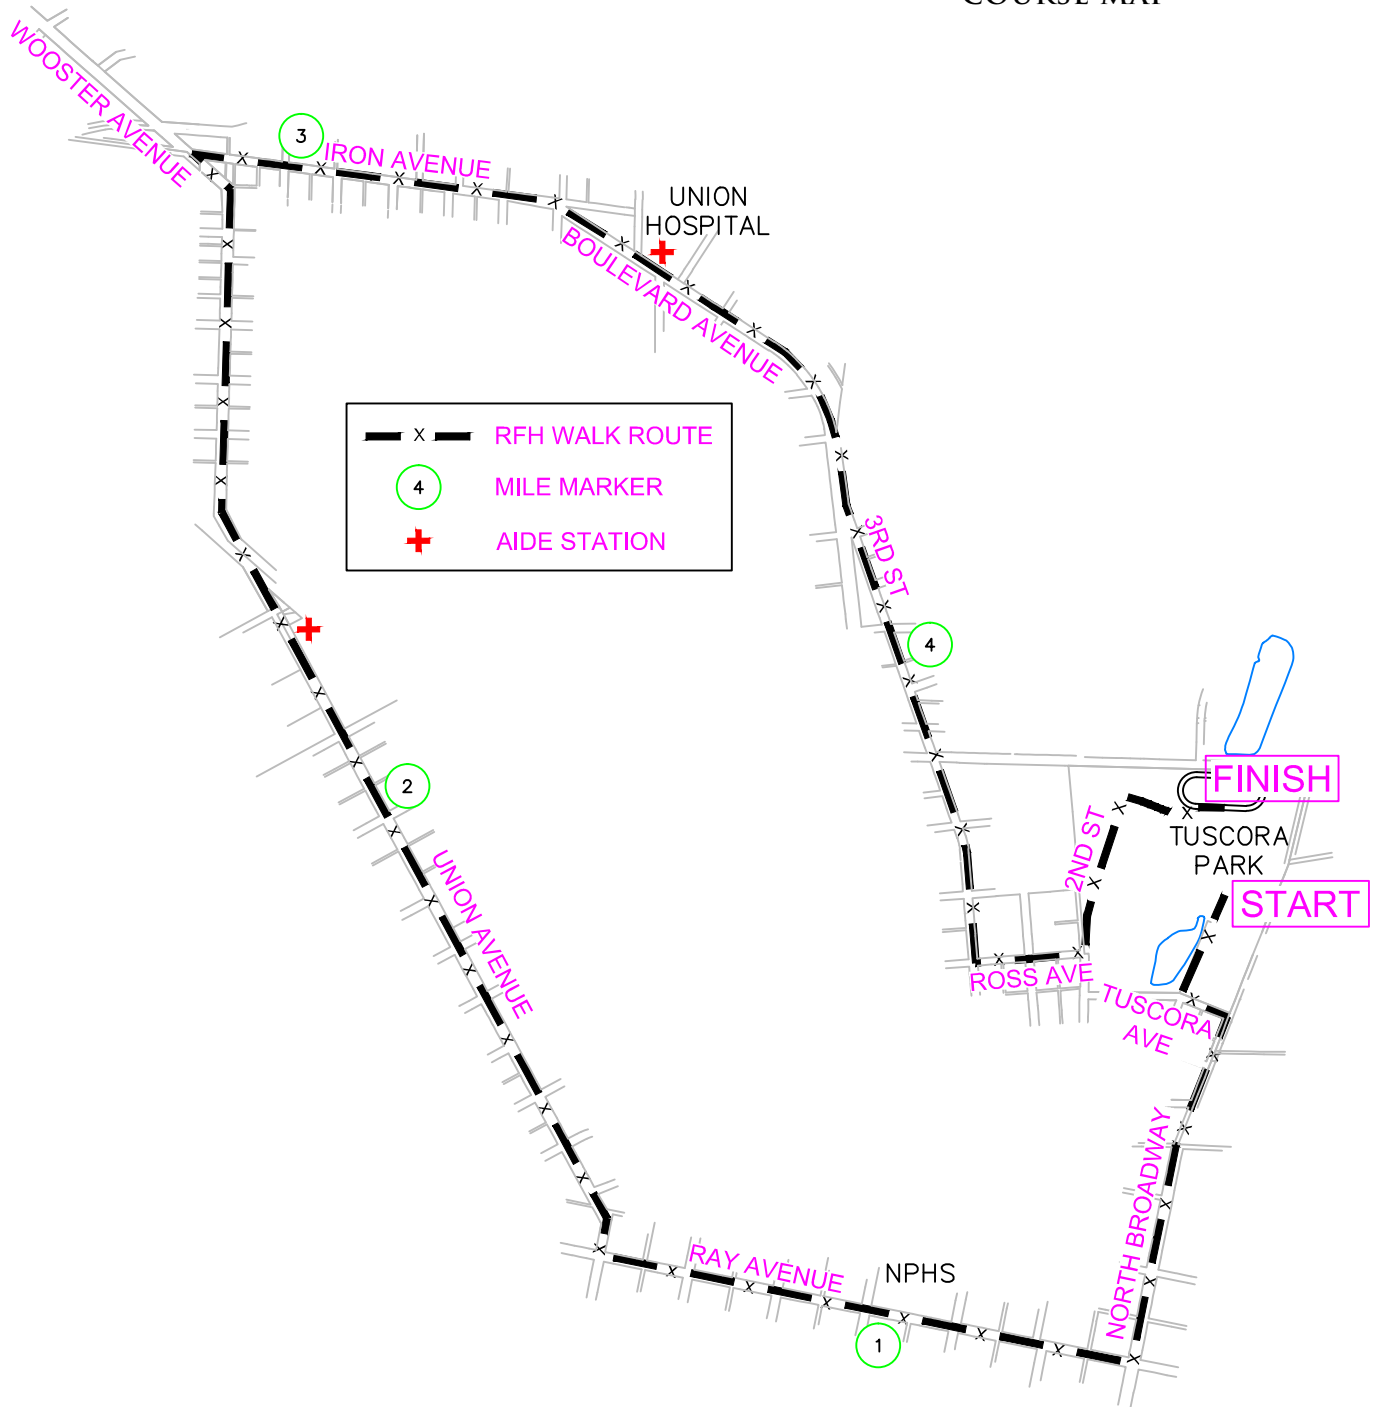 COURSE MAP
WOOSTER AVENUE
3
IRON AVENUE
UNION
HOSPITAL
BOULEVARD AVENUE
X RFH WALK ROUTE
4 MILE MARKER
AIDE STATION
3RD ST
4
FINISH
2
2ND ST
TUSCORA
PARK
START
UNION AVENUE
ROSS AVE
TUSCORA
AVE
NORTH BROADWAY
RAY AVENUE
NPHS
1